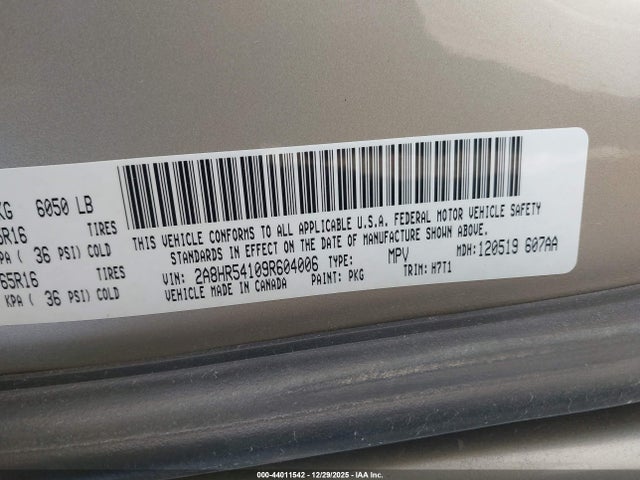 KG 6050 LB
5R16 TIRES
PA ( 36 PSI) COLD
65R16 TIRES
KPA ( 36 PSI) COLD
THIS VEHICLE CONFORMS TO ALL APPLICABLE U.S.A. FEDERAL MOTOR VEHICLE SAFETY
STANDARDS IN EFFECT ON THE DATE OF MANUFACTURE SHOWN ABOVE.
VIN: 2A8HR54109R604006 TYPE: MPV MDH: 120519 607AA
VEHICLE MADE IN CANADA PAINT: PKG TRIM: H7T1
000-44011542 | 12/29/2025 | IAA Inc.